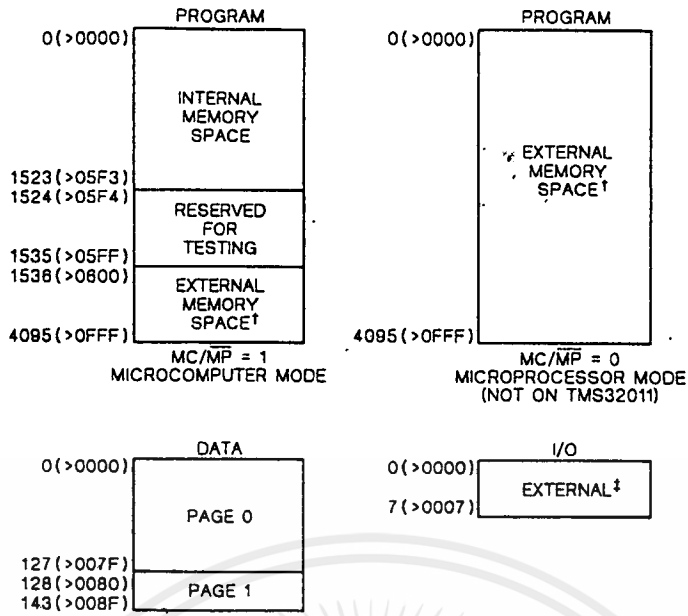 PROGRAM
0(>0000)
INTERNAL
MEMORY
SPACE
1523(>05F3)
1524(>05F4)
RESERVED
FOR
TESTING
1535(>05FF)
1536(>0600)
EXTERNAL
MEMORY
SPACE†
4095(>0FFF)
MC/M̅P̅ = 1
MICROCOMPUTER MODE
PROGRAM
0(>0000)
EXTERNAL
MEMORY
SPACE†
4095(>0FFF)
MC/M̅P̅ = 0
MICROPROCESSOR MODE
(NOT ON TMS32011)
DATA
0(>0000)
PAGE 0
127(>007F)
128(>0080)
PAGE 1
143(>008F)
I/O
0(>0000)
EXTERNAL‡
7(>0007)